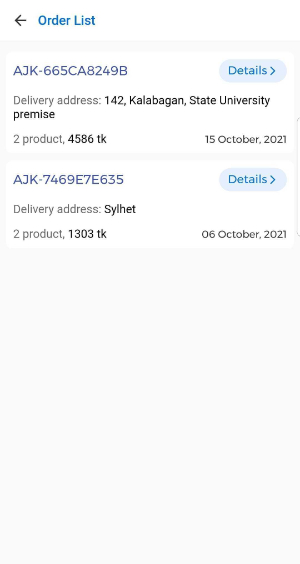 Order List
AJK-665CA8249B
Details >
Delivery address: 142, Kalabagan, State University
premise
2 product, 4586 tk
15 October, 2021
AJK-7469E7E635
Details >
Delivery address: Sylhet
2 product, 1303 tk
06 October, 2021